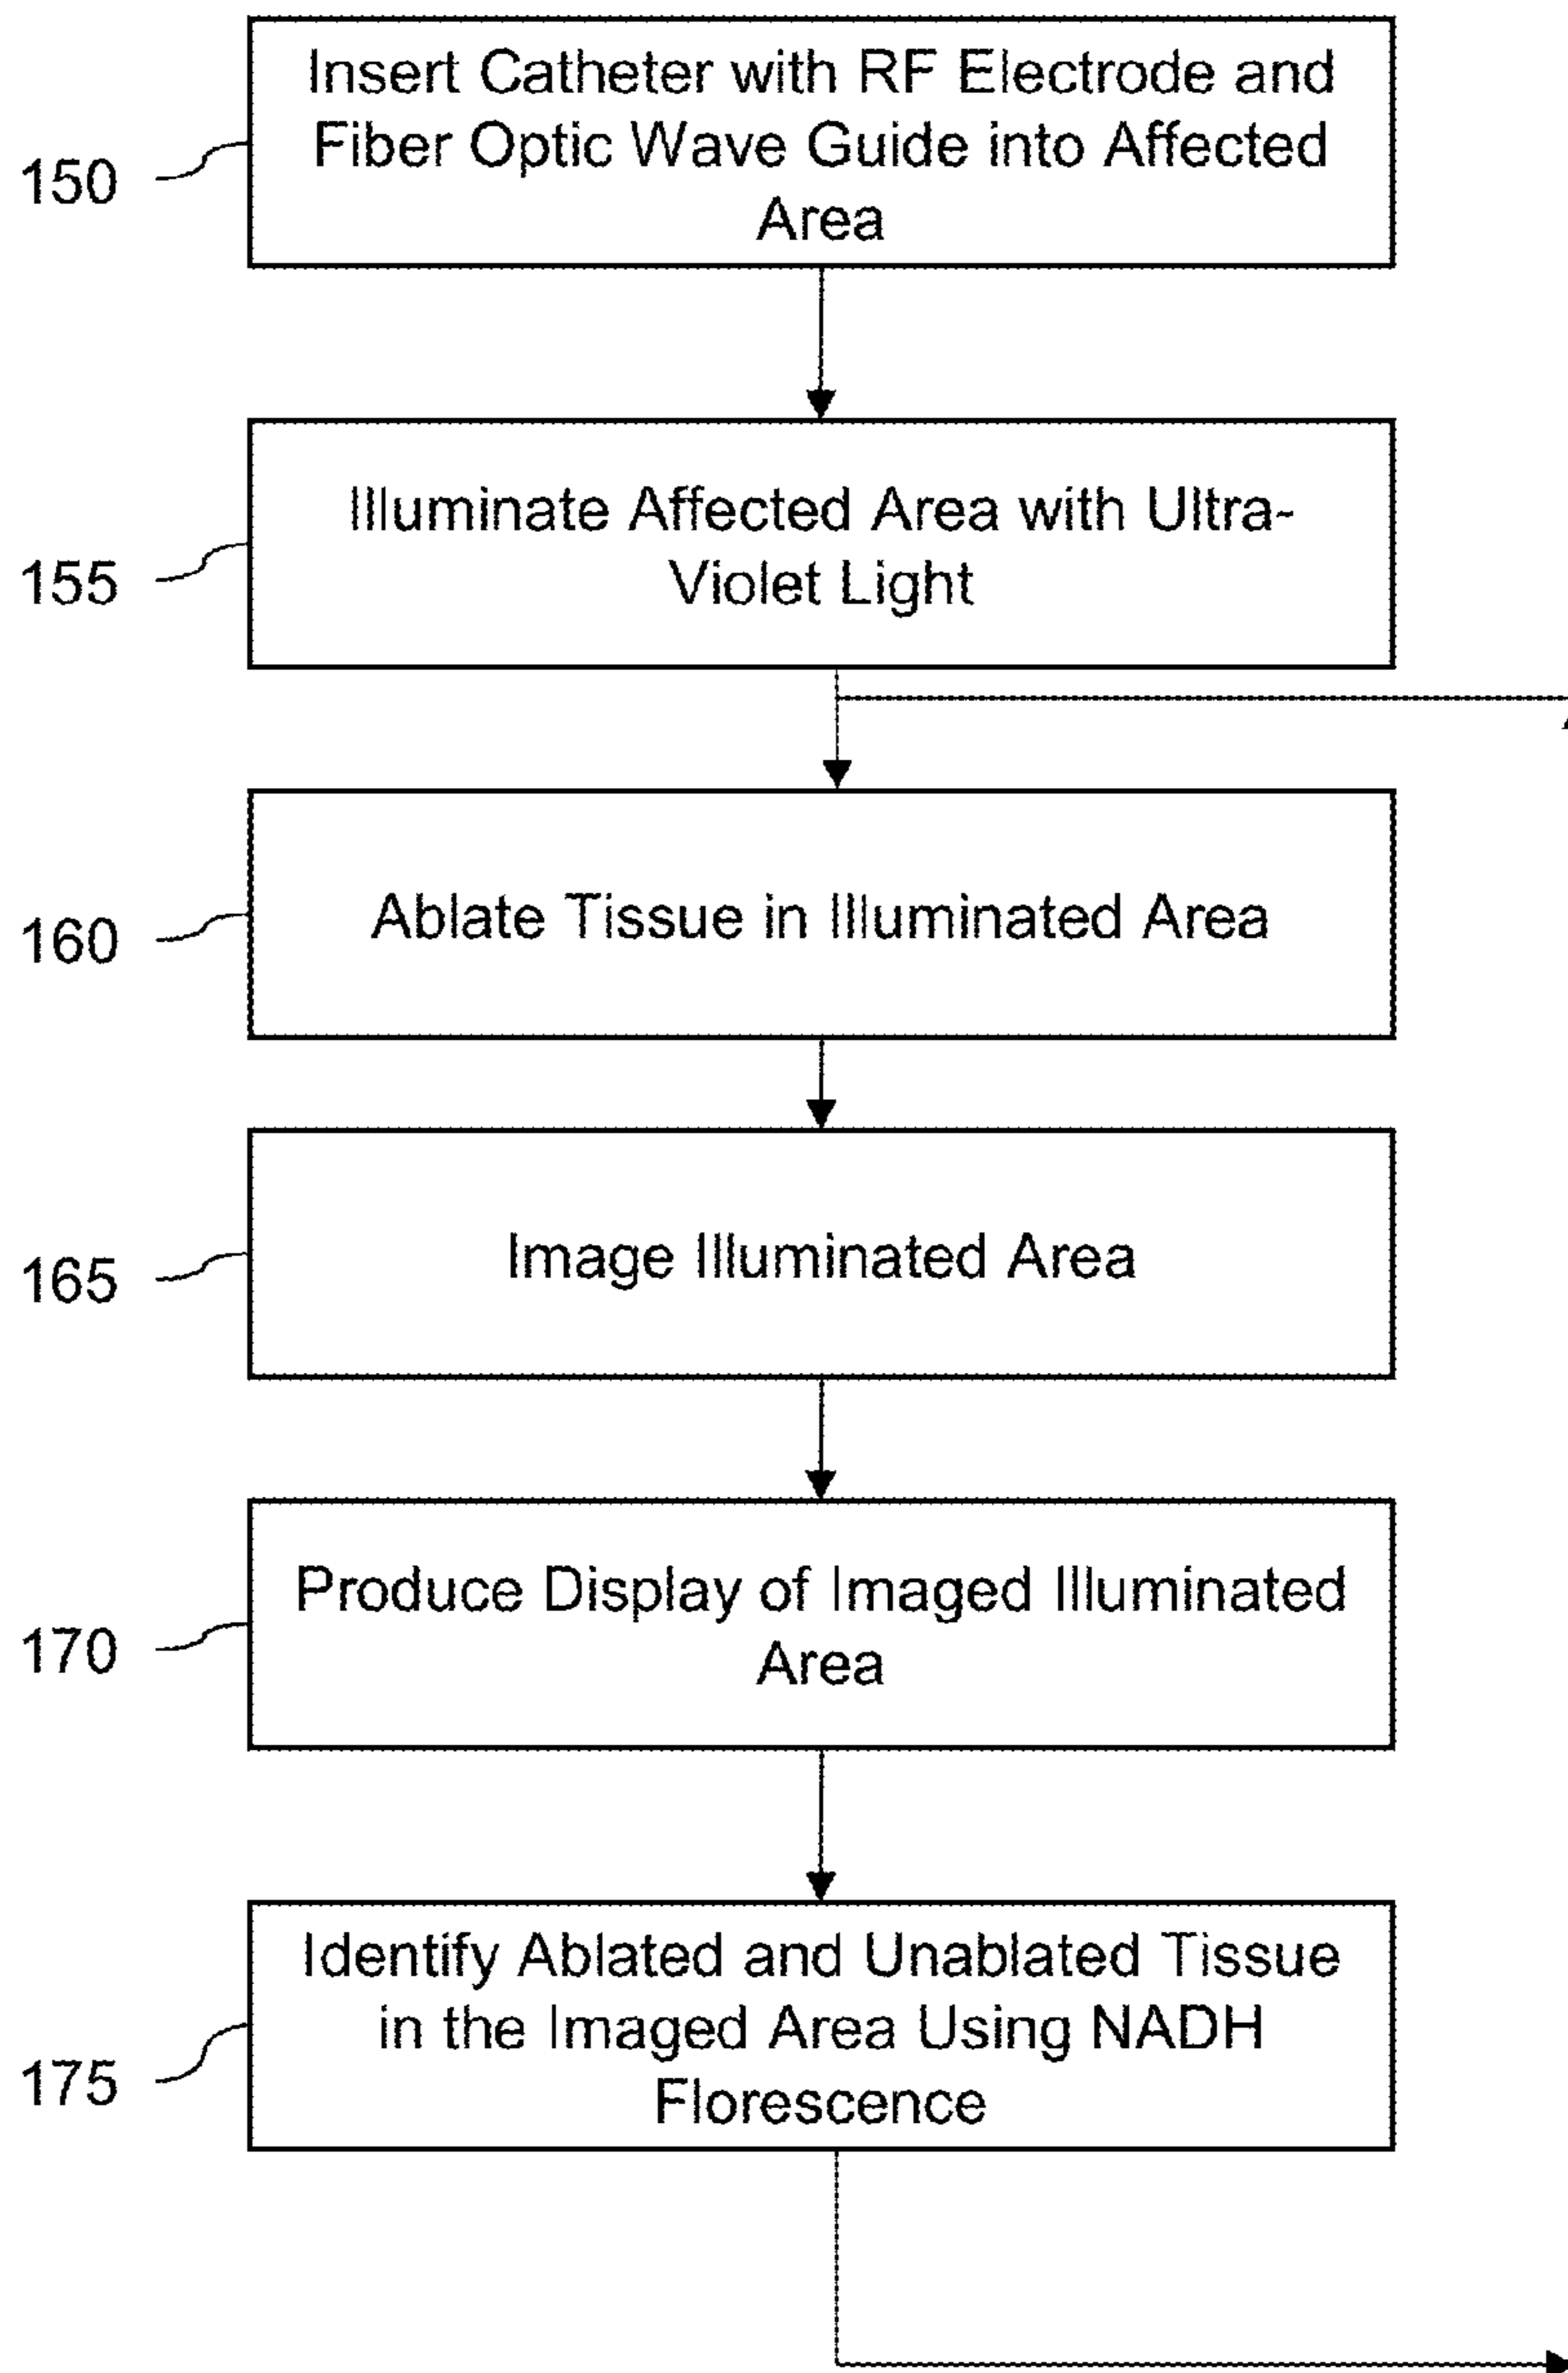 Insert Catheter with RF Electrode and
Fiber Optic Wave Guide into Affected
Area
150
Illuminate Affected Area with Ultra-
Violet Light
155
Ablate Tissue in Illuminated Area
160
Image Illuminated Area
165
Produce Display of Imaged Illuminated
Area
170
Identify Ablated and Unablated Tissue
in the Imaged Area Using NADH
Florescence
175